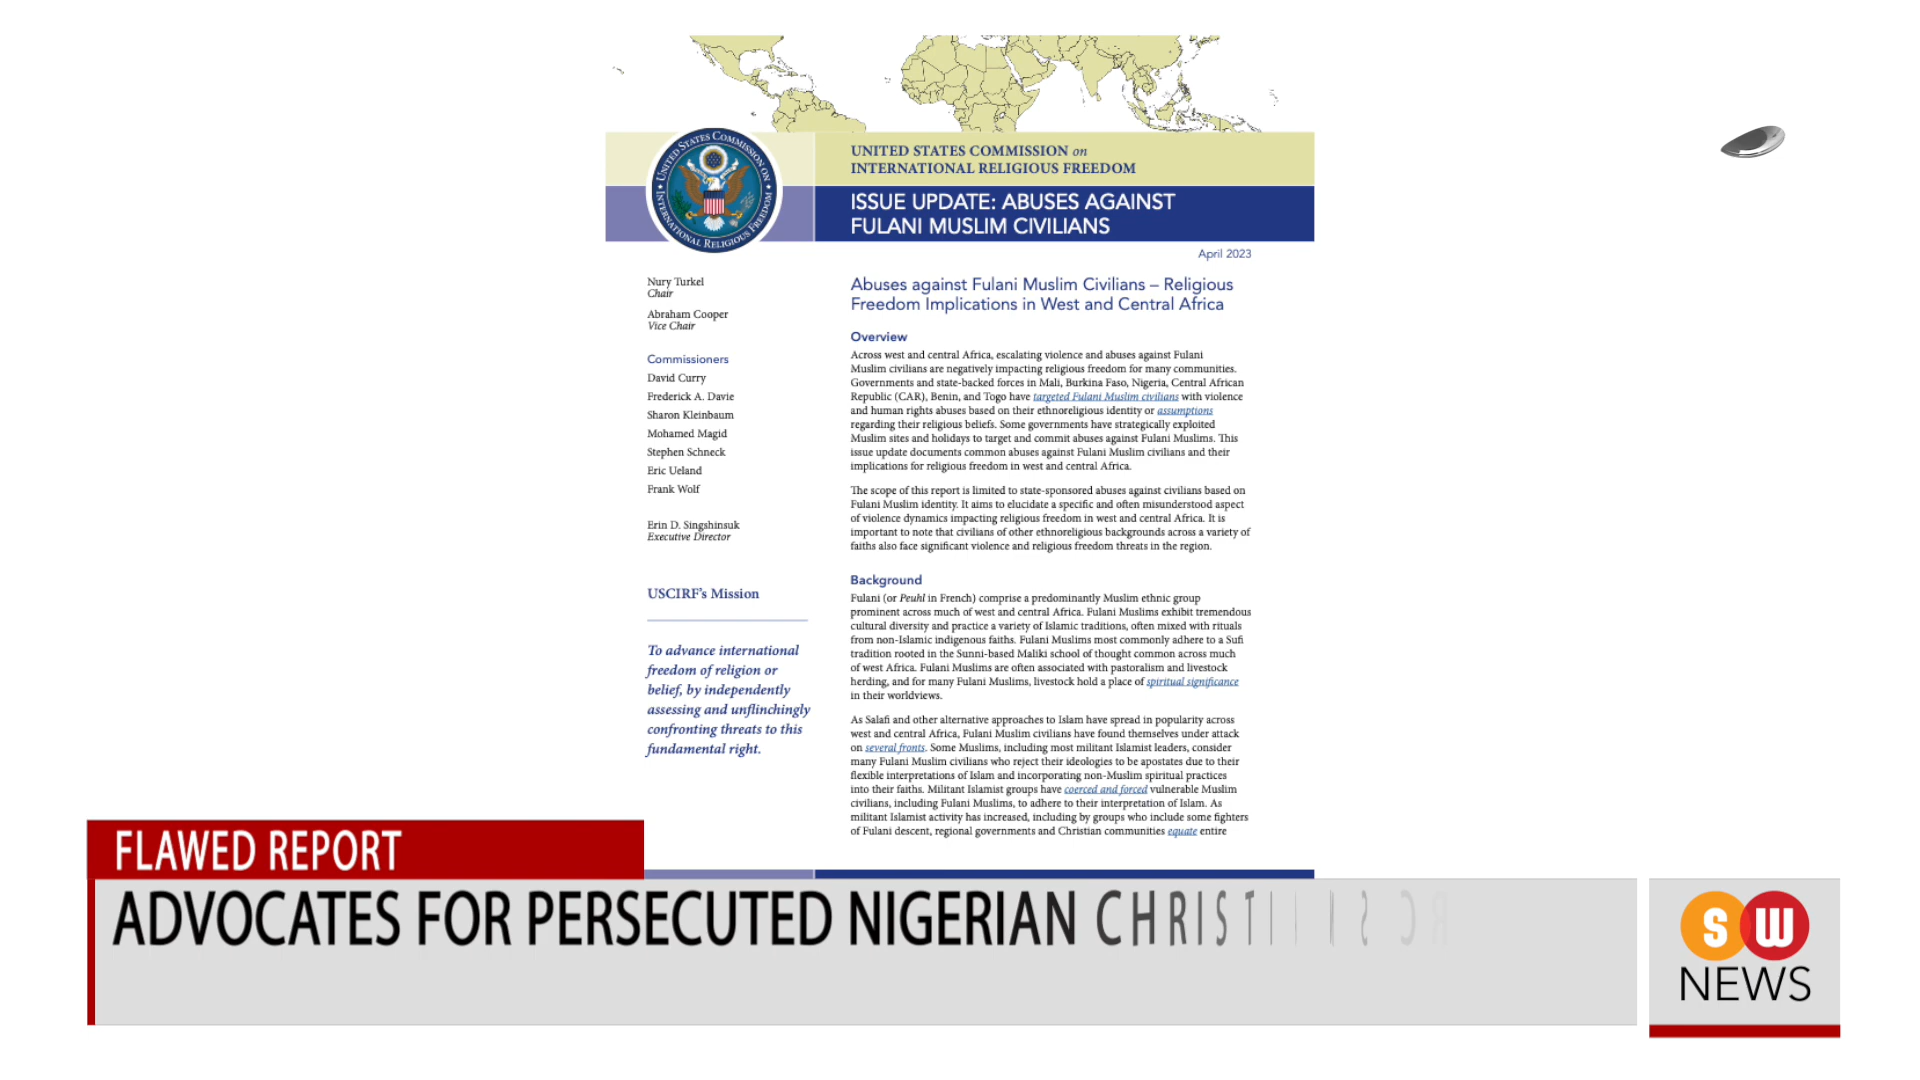 UNITED STATES COMMISSION on
INTERNATIONAL RELIGIOUS FREEDOM
UNITED STATES COMMISSION ON INTERNATIONAL RELIGIOUS FREEDOM
ISSUE UPDATE: ABUSES AGAINST
FULANI MUSLIM CIVILIANS
April 2023
Nury Turkel
Chair
Abraham Cooper
Vice Chair
Commissioners
David Curry
Frederick A. Davie
Sharon Kleinbaum
Mohamed Magid
Stephen Schneck
Eric Ueland
Frank Wolf
Erin D. Singshinsuk
Executive Director
USCIRF's Mission
To advance international
freedom of religion or
belief, by independently
assessing and unflinchingly
confronting threats to this
fundamental right.
Abuses against Fulani Muslim Civilians – Religious
Freedom Implications in West and Central Africa
Overview
Across west and central Africa, escalating violence and abuses against Fulani
Muslim civilians are negatively impacting religious freedom for many communities.
Governments and state-backed forces in Mali, Burkina Faso, Nigeria, Central African
Republic (CAR), Benin, and Togo have targeted Fulani Muslim civilians with violence
and human rights abuses based on their ethnoreligious identity or assumptions
regarding their religious beliefs. Some governments have strategically exploited
Muslim sites and holidays to target and commit abuses against Fulani Muslims. This
issue update documents common abuses against Fulani Muslim civilians and their
implications for religious freedom in west and central Africa.
The scope of this report is limited to state-sponsored abuses against civilians based on
Fulani Muslim identity. It aims to elucidate a specific and often misunderstood aspect
of violence dynamics impacting religious freedom in west and central Africa. It is
important to note that civilians of other ethnoreligious backgrounds across a variety of
faiths also face significant violence and religious freedom threats in the region.
Background
Fulani (or Peuhl in French) comprise a predominantly Muslim ethnic group
prominent across much of west and central Africa. Fulani Muslims exhibit tremendous
cultural diversity and practice a variety of Islamic traditions, often mixed with rituals
from non-Islamic indigenous faiths. Fulani Muslims most commonly adhere to a Sufi
tradition rooted in the Sunni-based Maliki school of thought common across much
of west Africa. Fulani Muslims are often associated with pastoralism and livestock
herding, and for many Fulani Muslims, livestock hold a place of spiritual significance
in their worldviews.
As Salafi and other alternative approaches to Islam have spread in popularity across
west and central Africa, Fulani Muslim civilians have found themselves under attack
on several fronts. Some Muslims, including most militant Islamist leaders, consider
many Fulani Muslim civilians who reject their ideologies to be apostates due to their
flexible interpretations of Islam and incorporating non-Muslim spiritual practices
into their faiths. Militant Islamist groups have coerced and forced vulnerable Muslim
civilians, including Fulani Muslims, to adhere to their interpretation of Islam. As
militant Islamist activity has increased, including by groups who include some fighters
of Fulani descent, regional governments and Christian communities equate entire
FLAWED REPORT
ADVOCATES FOR PERSECUTED NIGERIAN CHRISTI
SW
NEWS